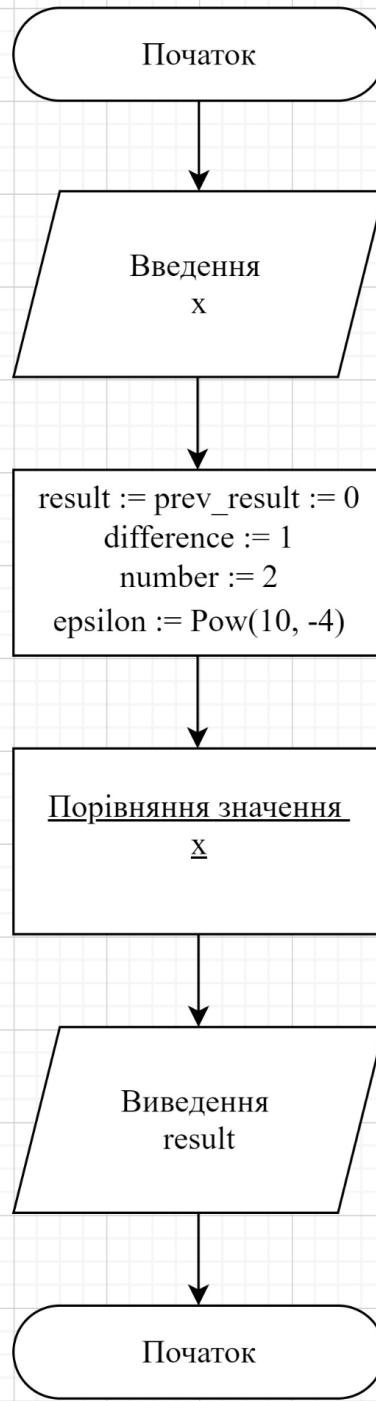 Початок
Введення
x
result := prev_result := 0
difference := 1
number := 2
epsilon := Pow(10, -4)
Порівняння значення
x
Виведення
result
Початок